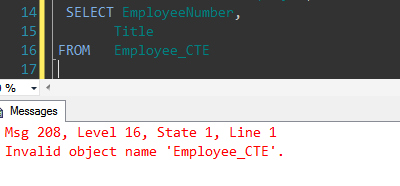 14 SELECT EmployeeNumber,
15 Title
16 FROM Employee_CTE
17
0 %
Messages
Msg 208, Level 16, State 1, Line 1
Invalid object name 'Employee_CTE'.